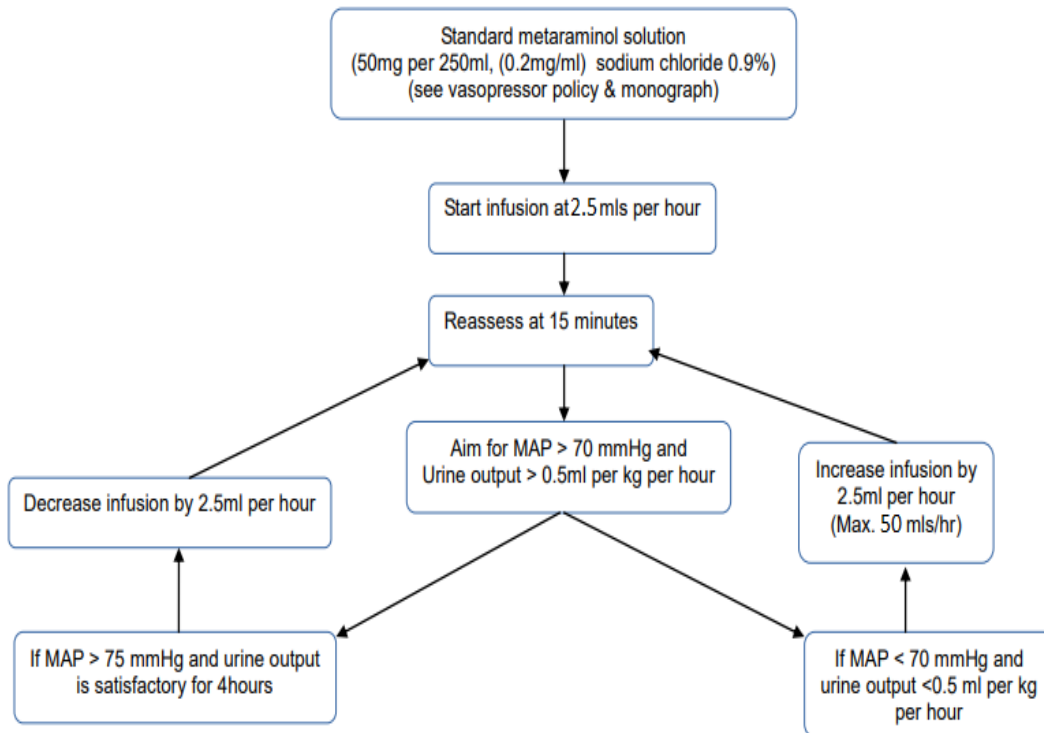 Standard metaraminol solution
(50mg per 250ml, (0.2mg/ml)  sodium chloride 0.9%)
(see vasopressor policy & monograph)
Start infusion at 2.5 mls per hour
Reassess at 15 minutes
Aim for MAP > 70 mmHg and
Urine output > 0.5ml per kg per hour
Decrease infusion by 2.5ml per hour
Increase infusion by
2.5ml per hour
(Max. 50 mls/hr)
If MAP > 75 mmHg and urine output
is satisfactory for 4hours
If MAP < 70 mmHg and
urine output <0.5 ml per kg
per hour